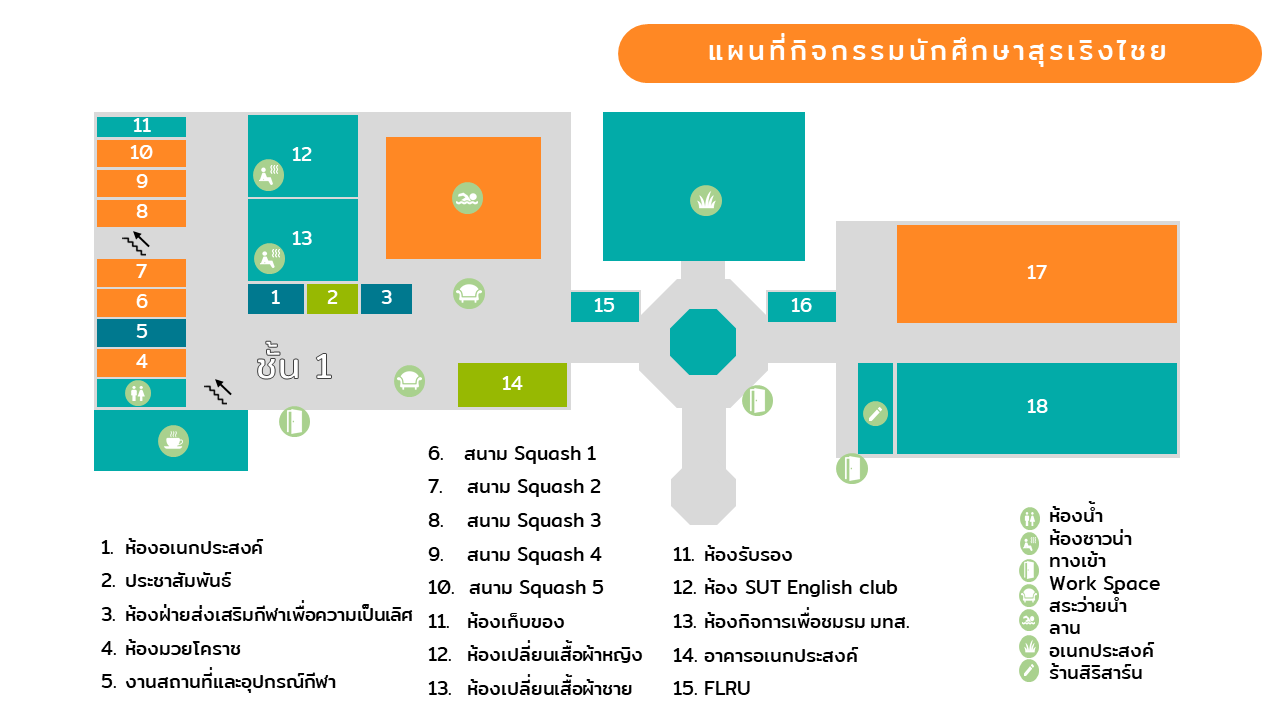 แผนที่กิจกรรมนักศึกษาสุรเริงไชย
11
10
9
8
7
6
5
4
12
13
1
2
3
ชั้น 1
14
15
16
17
18
1. ห้องอเนกประสงค์
2. ประชาสัมพันธ์
3. ห้องฝ่ายส่งเสริมกีฬาเพื่อความเป็นเลิศ
4. ห้องมวยโคราช
5. งานสถานที่และอุปกรณ์กีฬา
6. สนาม Squash 1
7. สนาม Squash 2
8. สนาม Squash 3
9. สนาม Squash 4
10. สนาม Squash 5
11. ห้องเก็บของ
12. ห้องเปลี่ยนเสื้อผ้าหญิง
13. ห้องเปลี่ยนเสื้อผ้าชาย
11. ห้องรับรอง
12. ห้อง SUT English club
13. ห้องกิจการเพื่อชมรม มทส.
14. อาคารอเนกประสงค์
15. FLRU
ห้องน้ำ
ห้องซาวน่า
ทางเข้า
Work Space
สระว่ายน้ำ
ลาน
อเนกประสงค์
ร้านสิริสาร์น